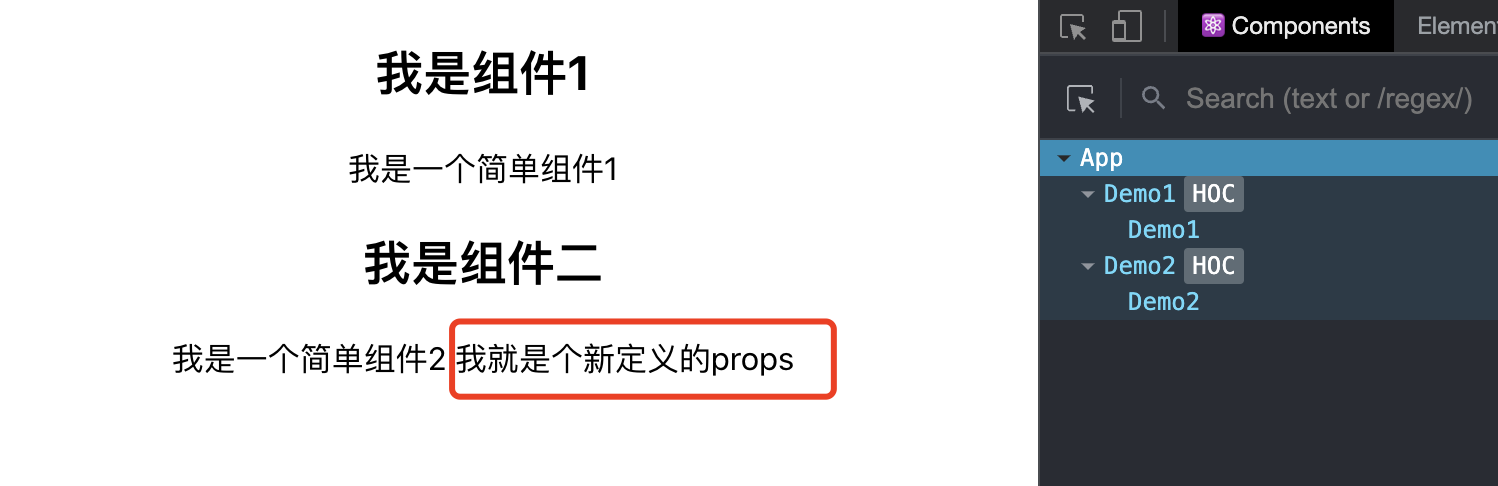 我是组件1
我是一个简单组件1
我是组件二
我是一个简单组件2 我就是个新定义的props
Components Elemen
Search (text or /regex/)
App
Demo1 HOC
Demo1
Demo2 HOC
Demo2